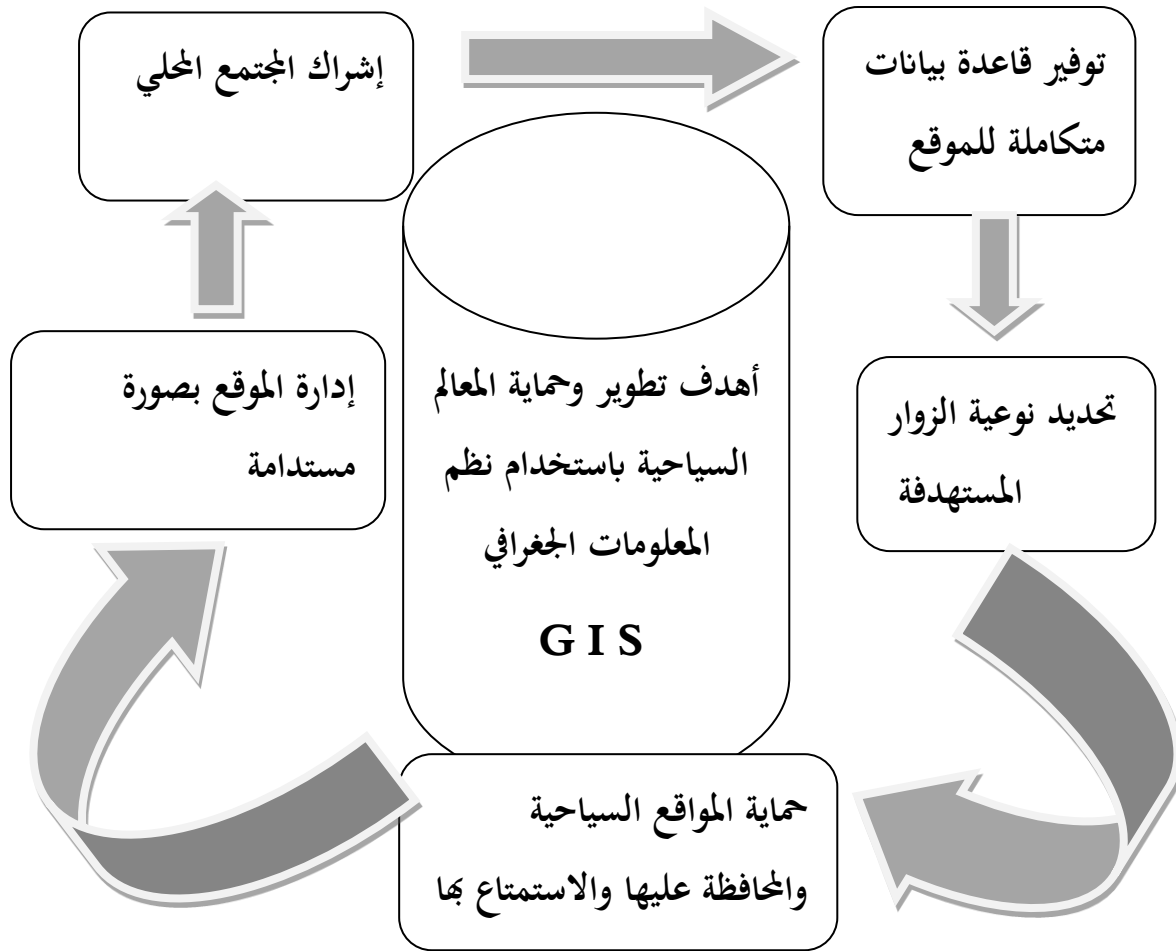 توفير قاعدة بيانات
متكاملة للموقع
إشراك المجتمع المحلي
تحديد نوعية الزوار
المستهدفة
أهدف تطوير وحماية المعالم
السياحية باستخدام نظم
المعلومات الجغرافي
G I S
إدارة الموقع بصورة
مستدامة
حماية المواقع السياحية
والمحافظة عليها والاستمتاع بها